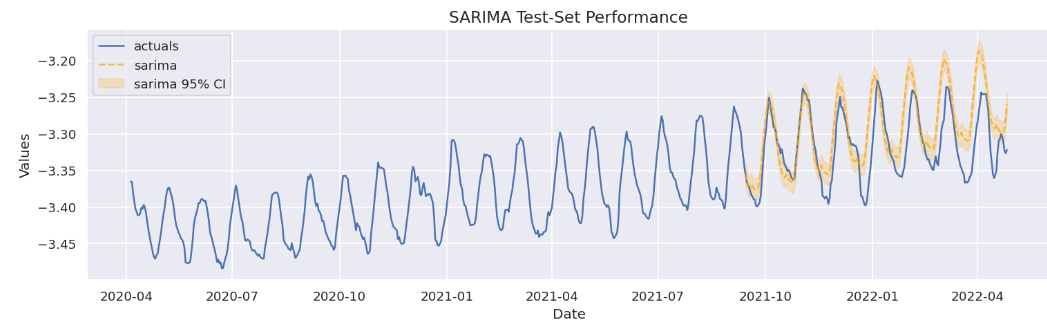 SARIMA Test-Set Performance
actuals
sarima
sarima 95% CI
Values
−3.20
−3.25
−3.30
−3.35
−3.40
−3.45
2020-04 2020-07 2020-10 2021-01 2021-04 2021-07 2021-10 2022-01 2022-04
Date